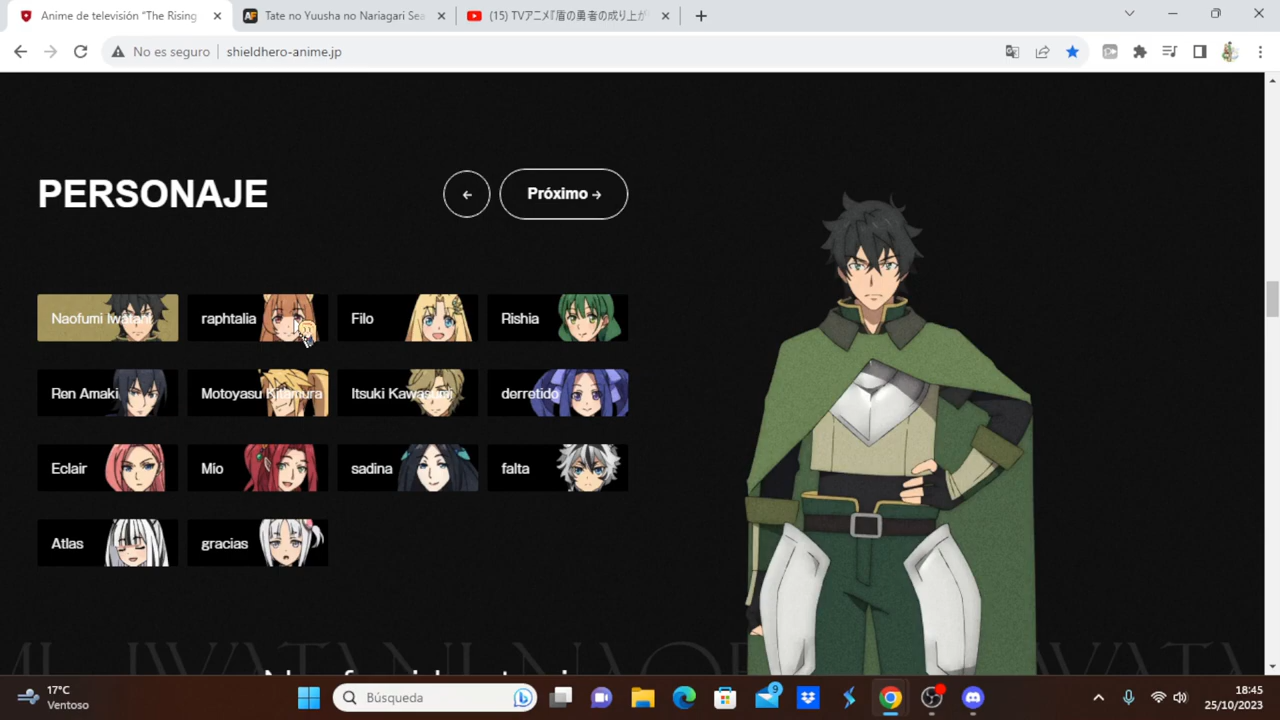 Anime de televisión "The Rising
Tate no Yuusha no Nariagari Sea
(15) TVアニメ『盾の勇者の成り上が
No es seguro
shieldhero-anime.jp
PERSONAJE
←
Próximo →
Naofumi Iwatani
raphtalia
Filo
Rishia
Ren Amaki
Motoyasu Kitamura
Itsuki Kawasumi
derretido
Eclair
Mío
sadina
falta
Atlas
gracias
17°C
Ventoso
Búsqueda
9
18:45
25/10/2023